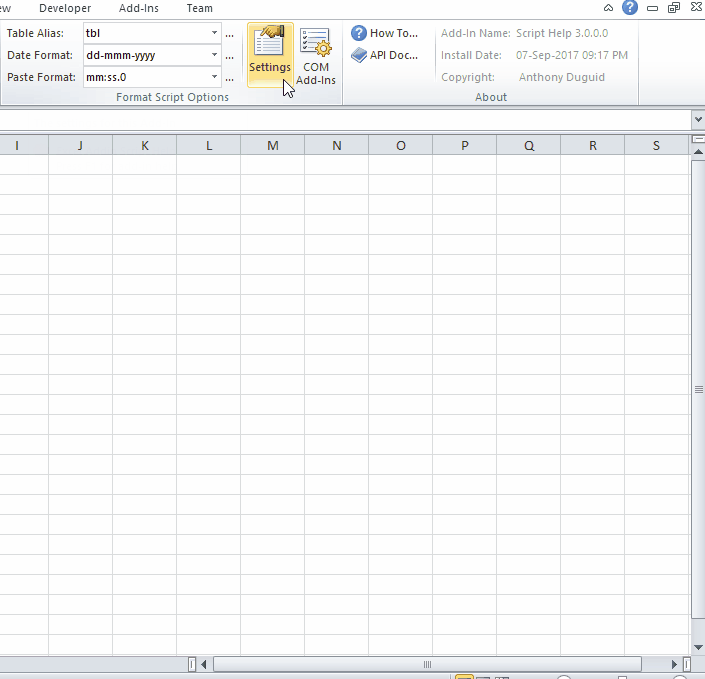 ew Developer Add-Ins Team
Table Alias: tbl ... Settings COM Add-Ins How To... Add-In Name: Script Help 3.0.0.0
Date Format: dd-mmm-yyyy ... API Doc... Install Date: 07-Sep-2017 09:17 PM
Paste Format: mm:ss.0 ... Copyright: Anthony Duguid
Format Script Options About
I J K L M N O P Q R S